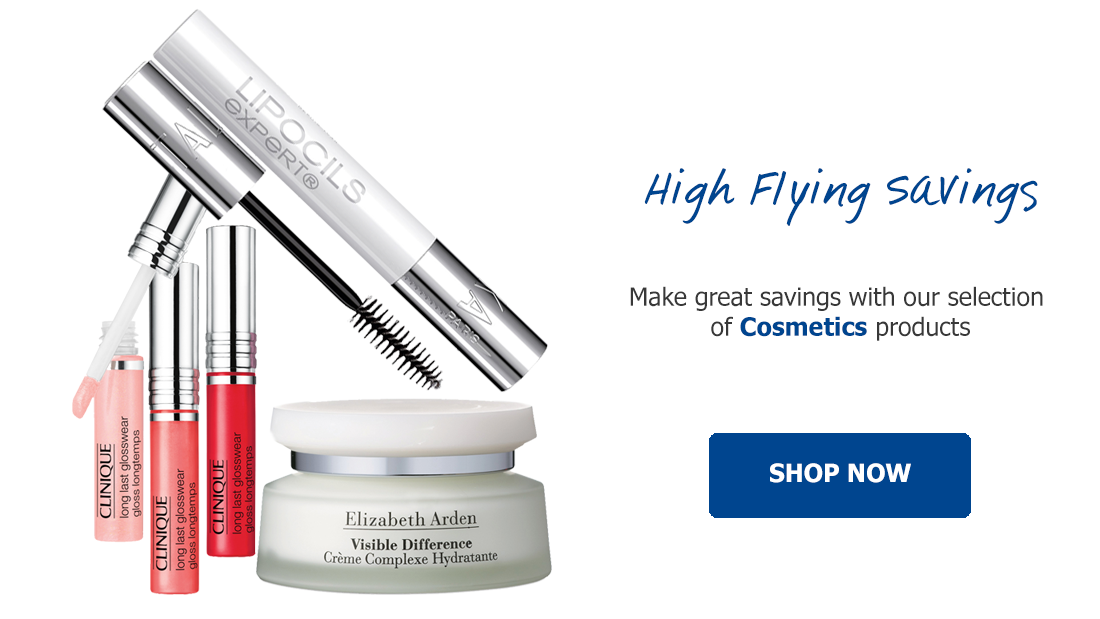 LIPOCILS
eXPERT®
PARIS
CLINIQUE
long last glosswear
gloss longtemps
CLINIQUE
long last glosswear
gloss longtemps
CLINIQUE
long last glosswear
gloss longtemps
Elizabeth Arden
Visible Difference
Crème Complexe Hydratante
High Flying Savings
Make great savings with our selection
of Cosmetics products
SHOP NOW